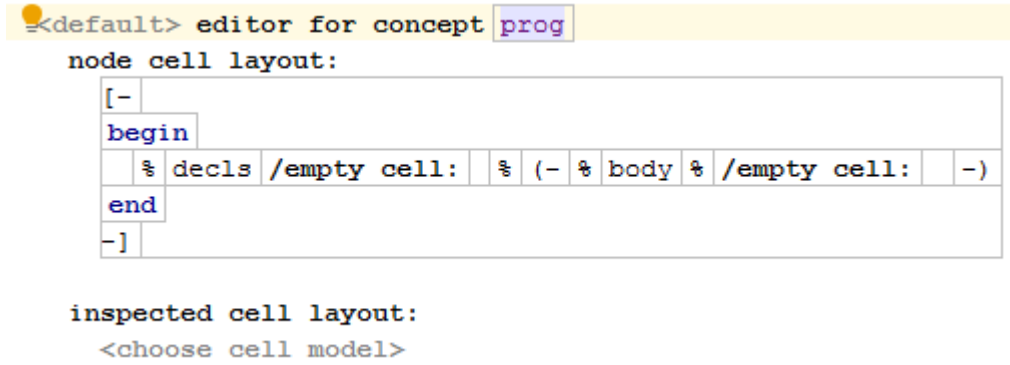 <default> editor for concept prog
node cell layout:
[-
begin
% decls /empty cell: % (- % body % /empty cell: -)
end
-]
inspected cell layout:
<choose cell model>